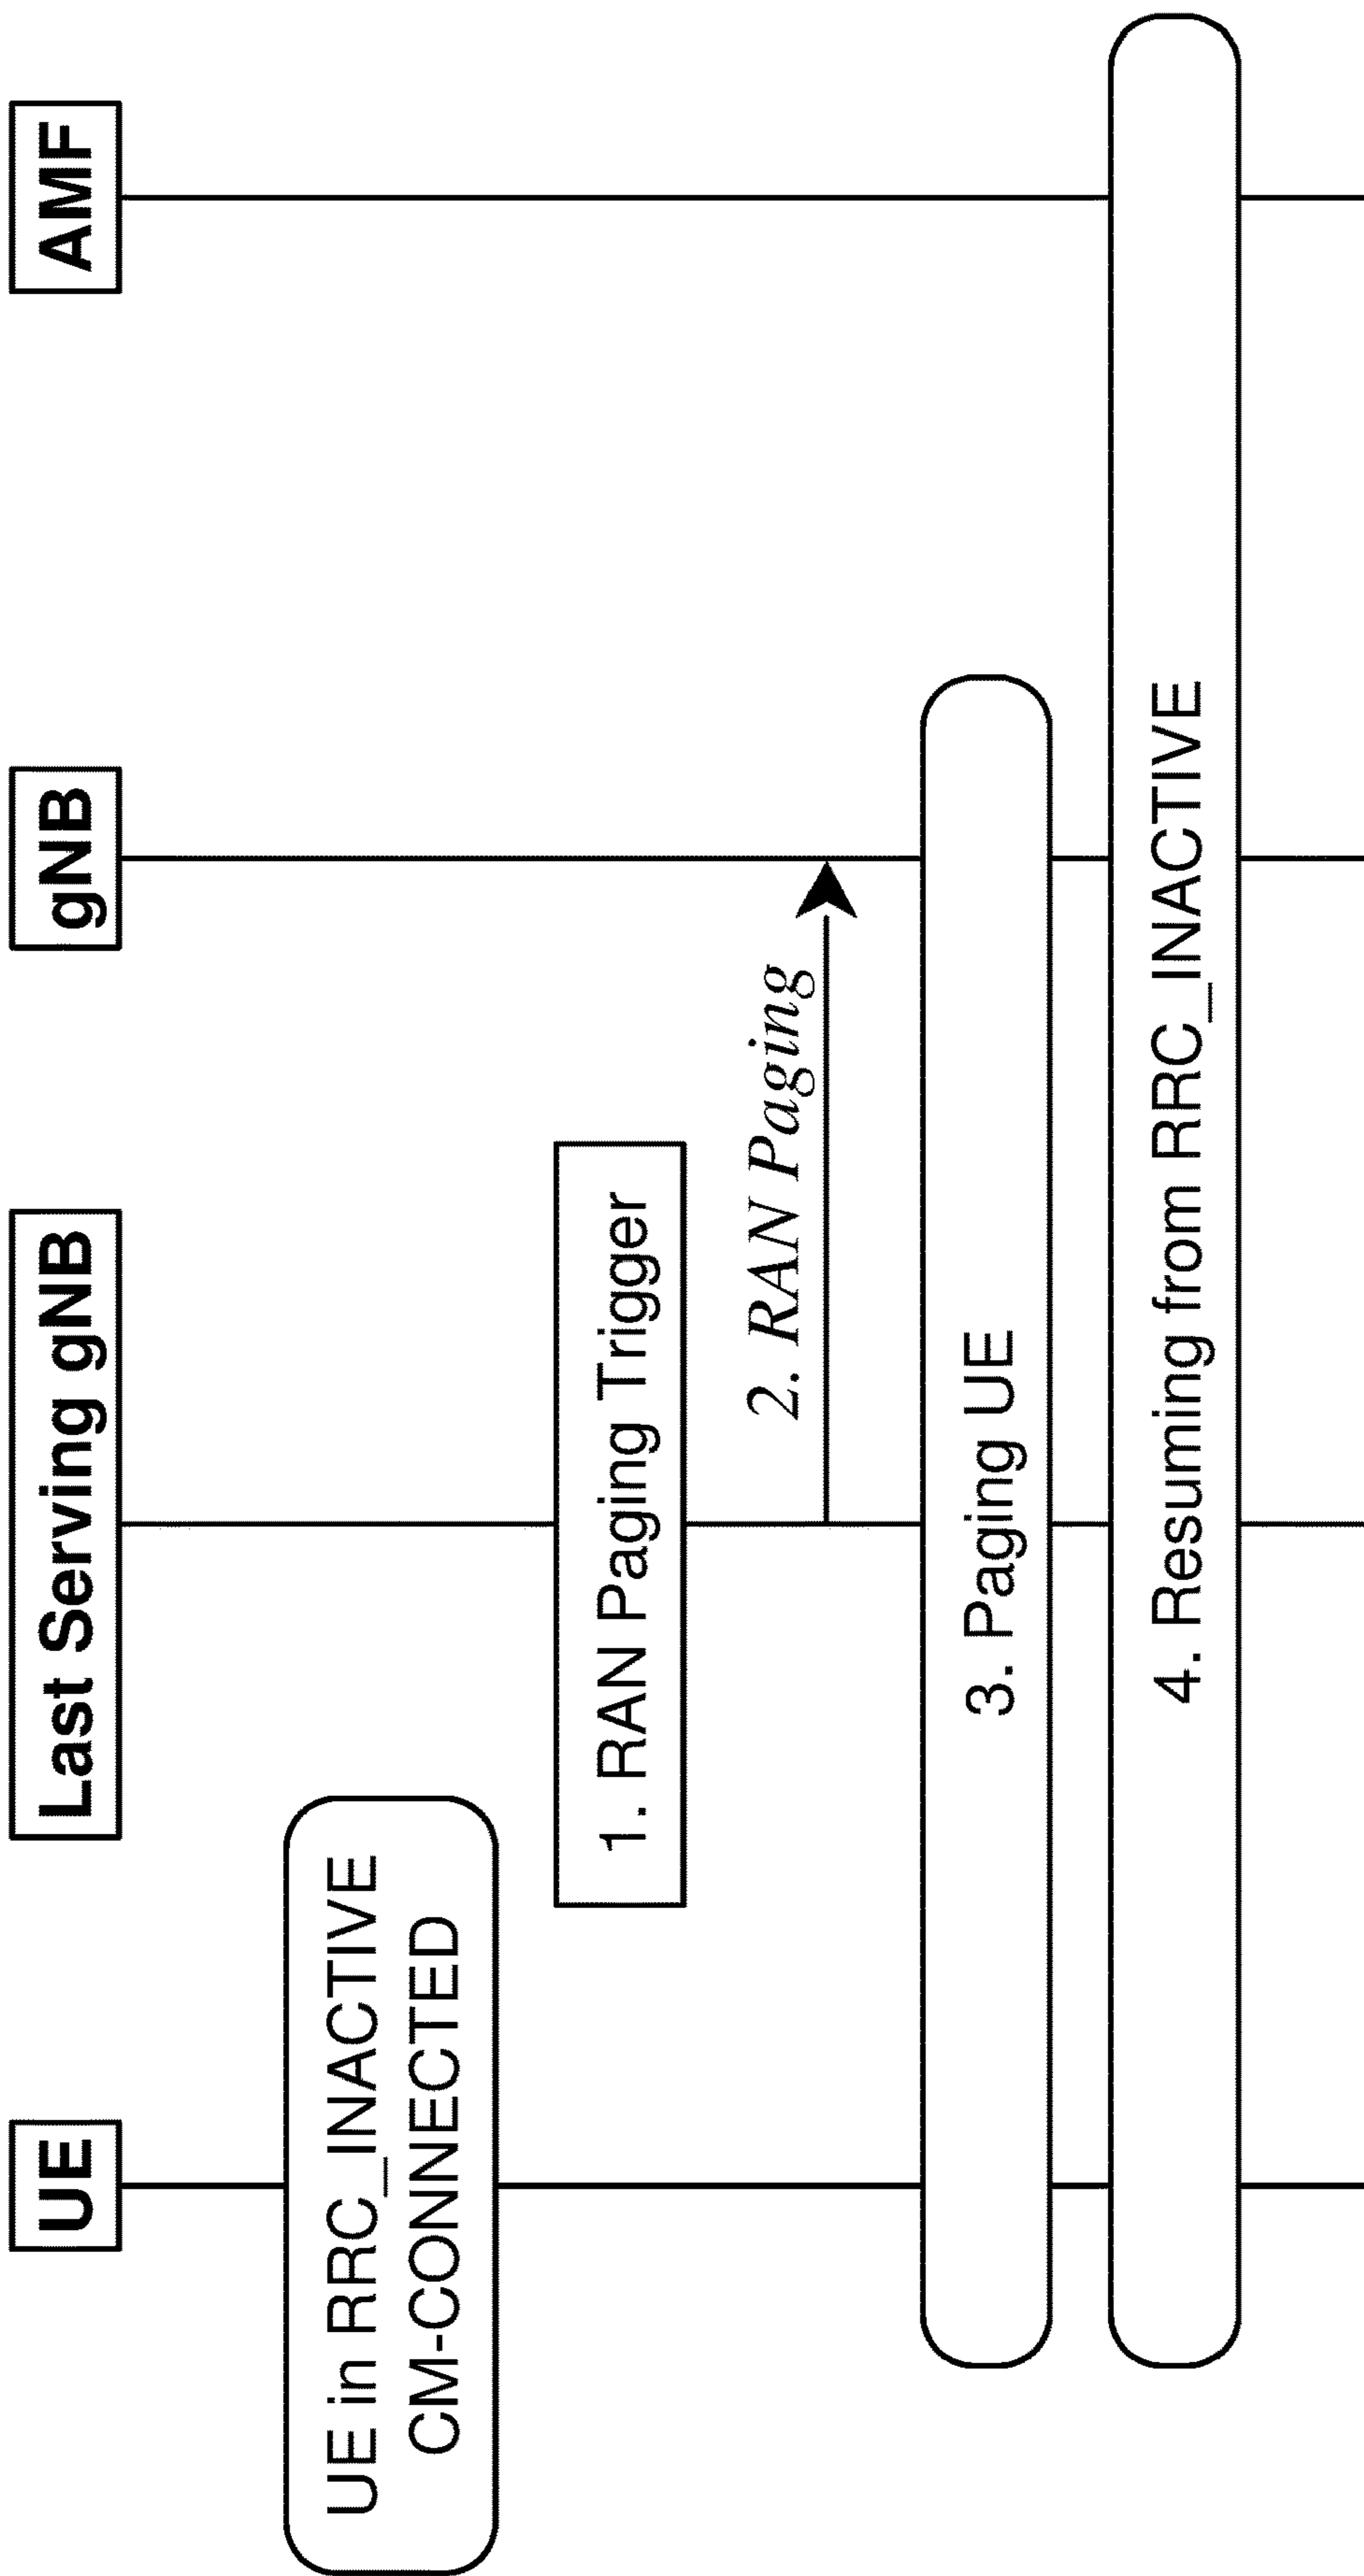 UE
Last Serving gNB
gNB
AMF
UE in RRC_INACTIVE
CM-CONNECTED
1. RAN Paging Trigger
2. RAN Paging
3. Paging UE
4. Resuming from RRC_INACTIVE